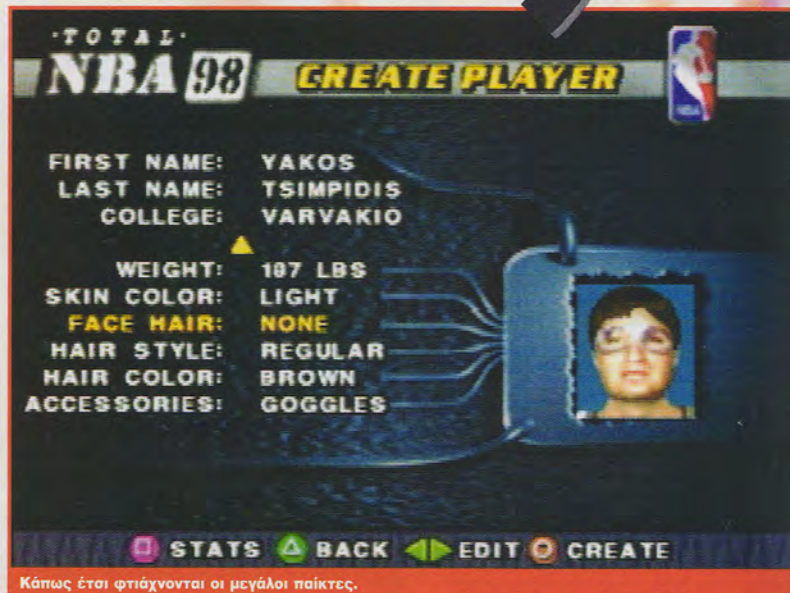 ·TOTAL·
NBA 98 CREATE PLAYER
NBA
FIRST NAME: YAKOS
LAST NAME: TSIMPIDIS
COLLEGE: VARVAKIO
WEIGHT: 187 LBS
SKIN COLOR: LIGHT
FACE HAIR: NONE
HAIR STYLE: REGULAR
HAIR COLOR: BROWN
ACCESSORIES: GOGGLES
STATS BACK EDIT CREATE
Κάπως έτσι φτιάχνονται οι μεγάλοι παίκτες.